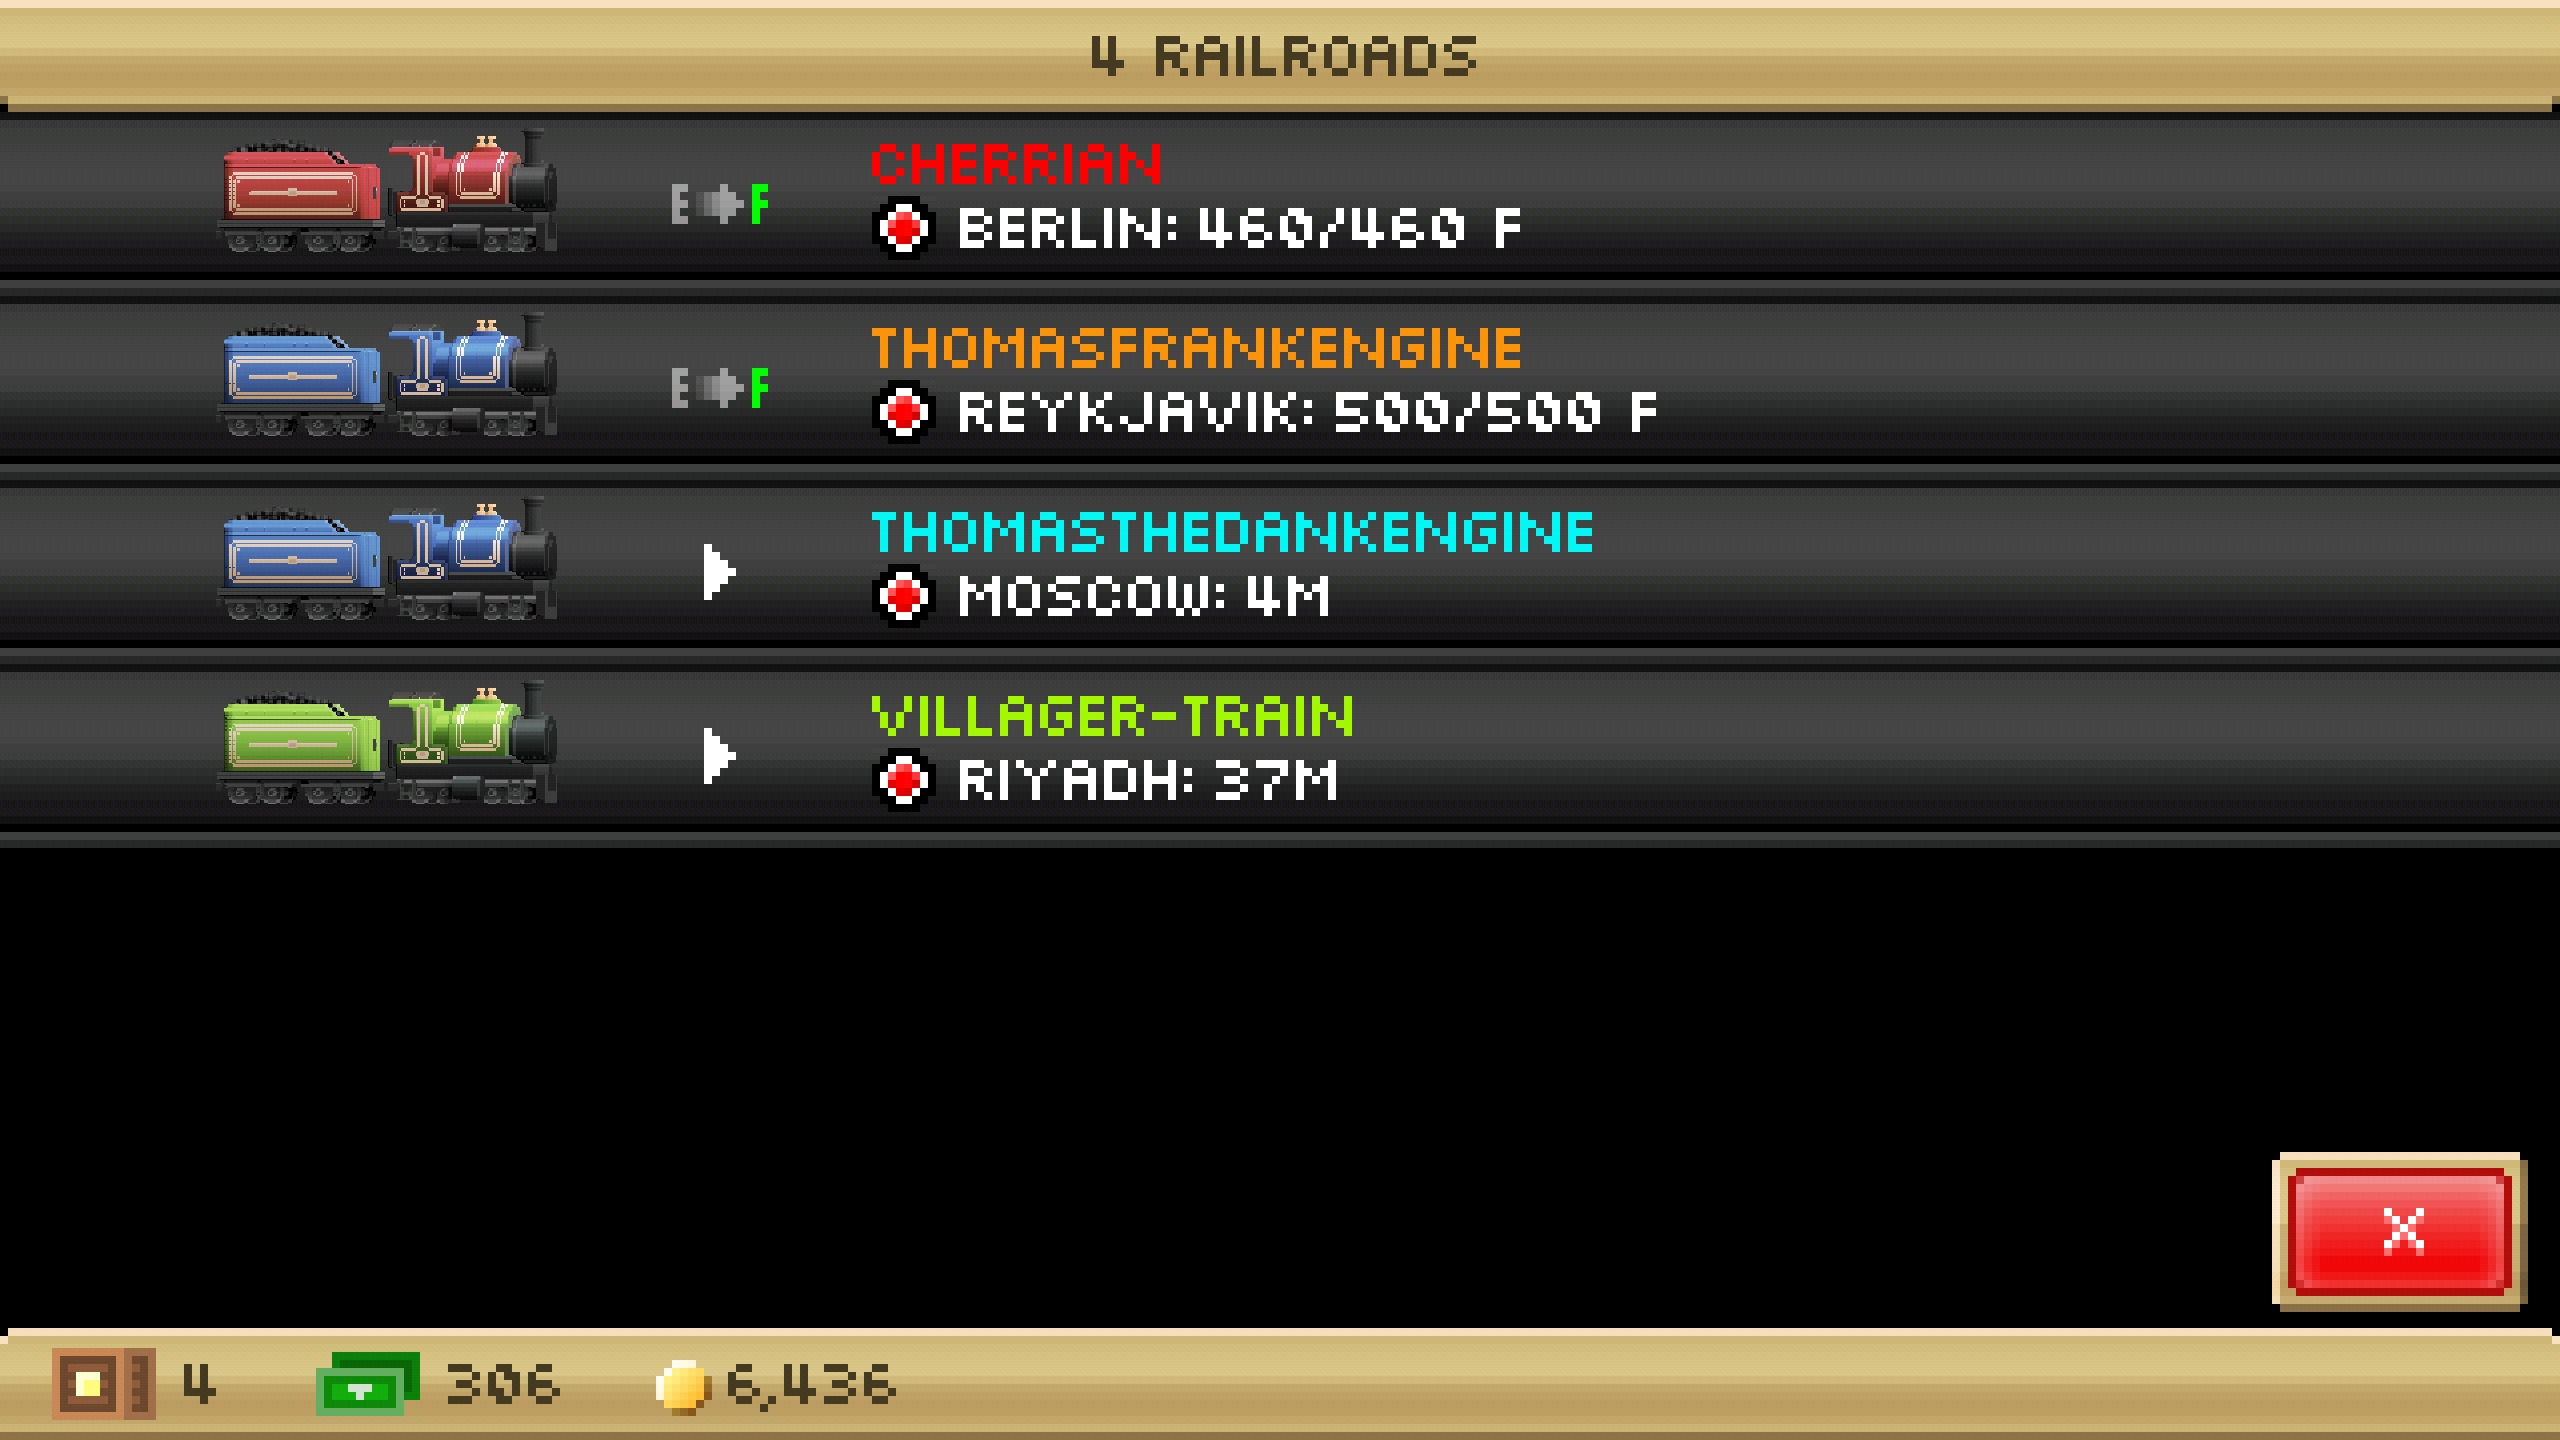 4 RAILROADS
CHERRIAN
E F
BERLIN: 460/460 F
THOMASFRANKENGINE
E F
REYKJAVIK: 500/500 F
THOMASTHEDANKENGINE
MOSCOW: 4M
VILLAGER-TRAIN
RIYADH: 37M
X
4 306 6,436